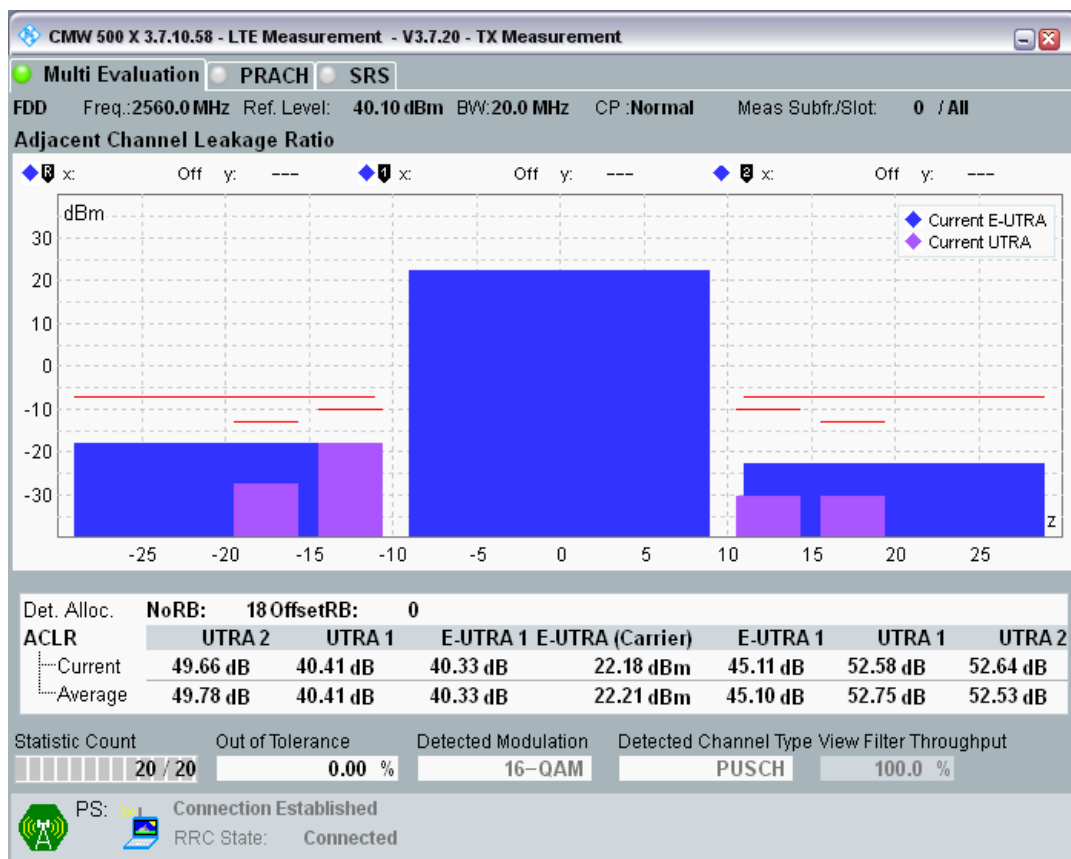 CMW 500 X 3.7.10.58 - LTE Measurement - V3.7.20 - TX Measurement
Multi Evaluation PRACH SRS
FDD Freq.:2560.0 MHz Ref. Level: 40.10 dBm BW:20.0 MHz CP :Normal Meas Subfr./Slot: 0 / All
Adjacent Channel Leakage Ratio
R x: Off y: --- 1 x: Off y: --- 2 x: Off y: ---
dBm
Current E-UTRA
Current UTRA
30
20
10
0
-10
-20
-30
z
-25 -20 -15 -10 -5 0 5 10 15 20 25
Det. Alloc. NoRB: 18 OffsetRB: 0
ACLR UTRA 2 UTRA 1 E-UTRA 1 E-UTRA (Carrier) E-UTRA 1 UTRA 1 UTRA 2
Current 49.66 dB 40.41 dB 40.33 dB 22.18 dBm 45.11 dB 52.58 dB 52.64 dB
Average 49.78 dB 40.41 dB 40.33 dB 22.21 dBm 45.10 dB 52.75 dB 52.53 dB
Statistic Count Out of Tolerance Detected Modulation Detected Channel Type View Filter Throughput
20 / 20 0.00 % 16-QAM PUSCH 100.0 %
PS: Connection Established
RRC State: Connected